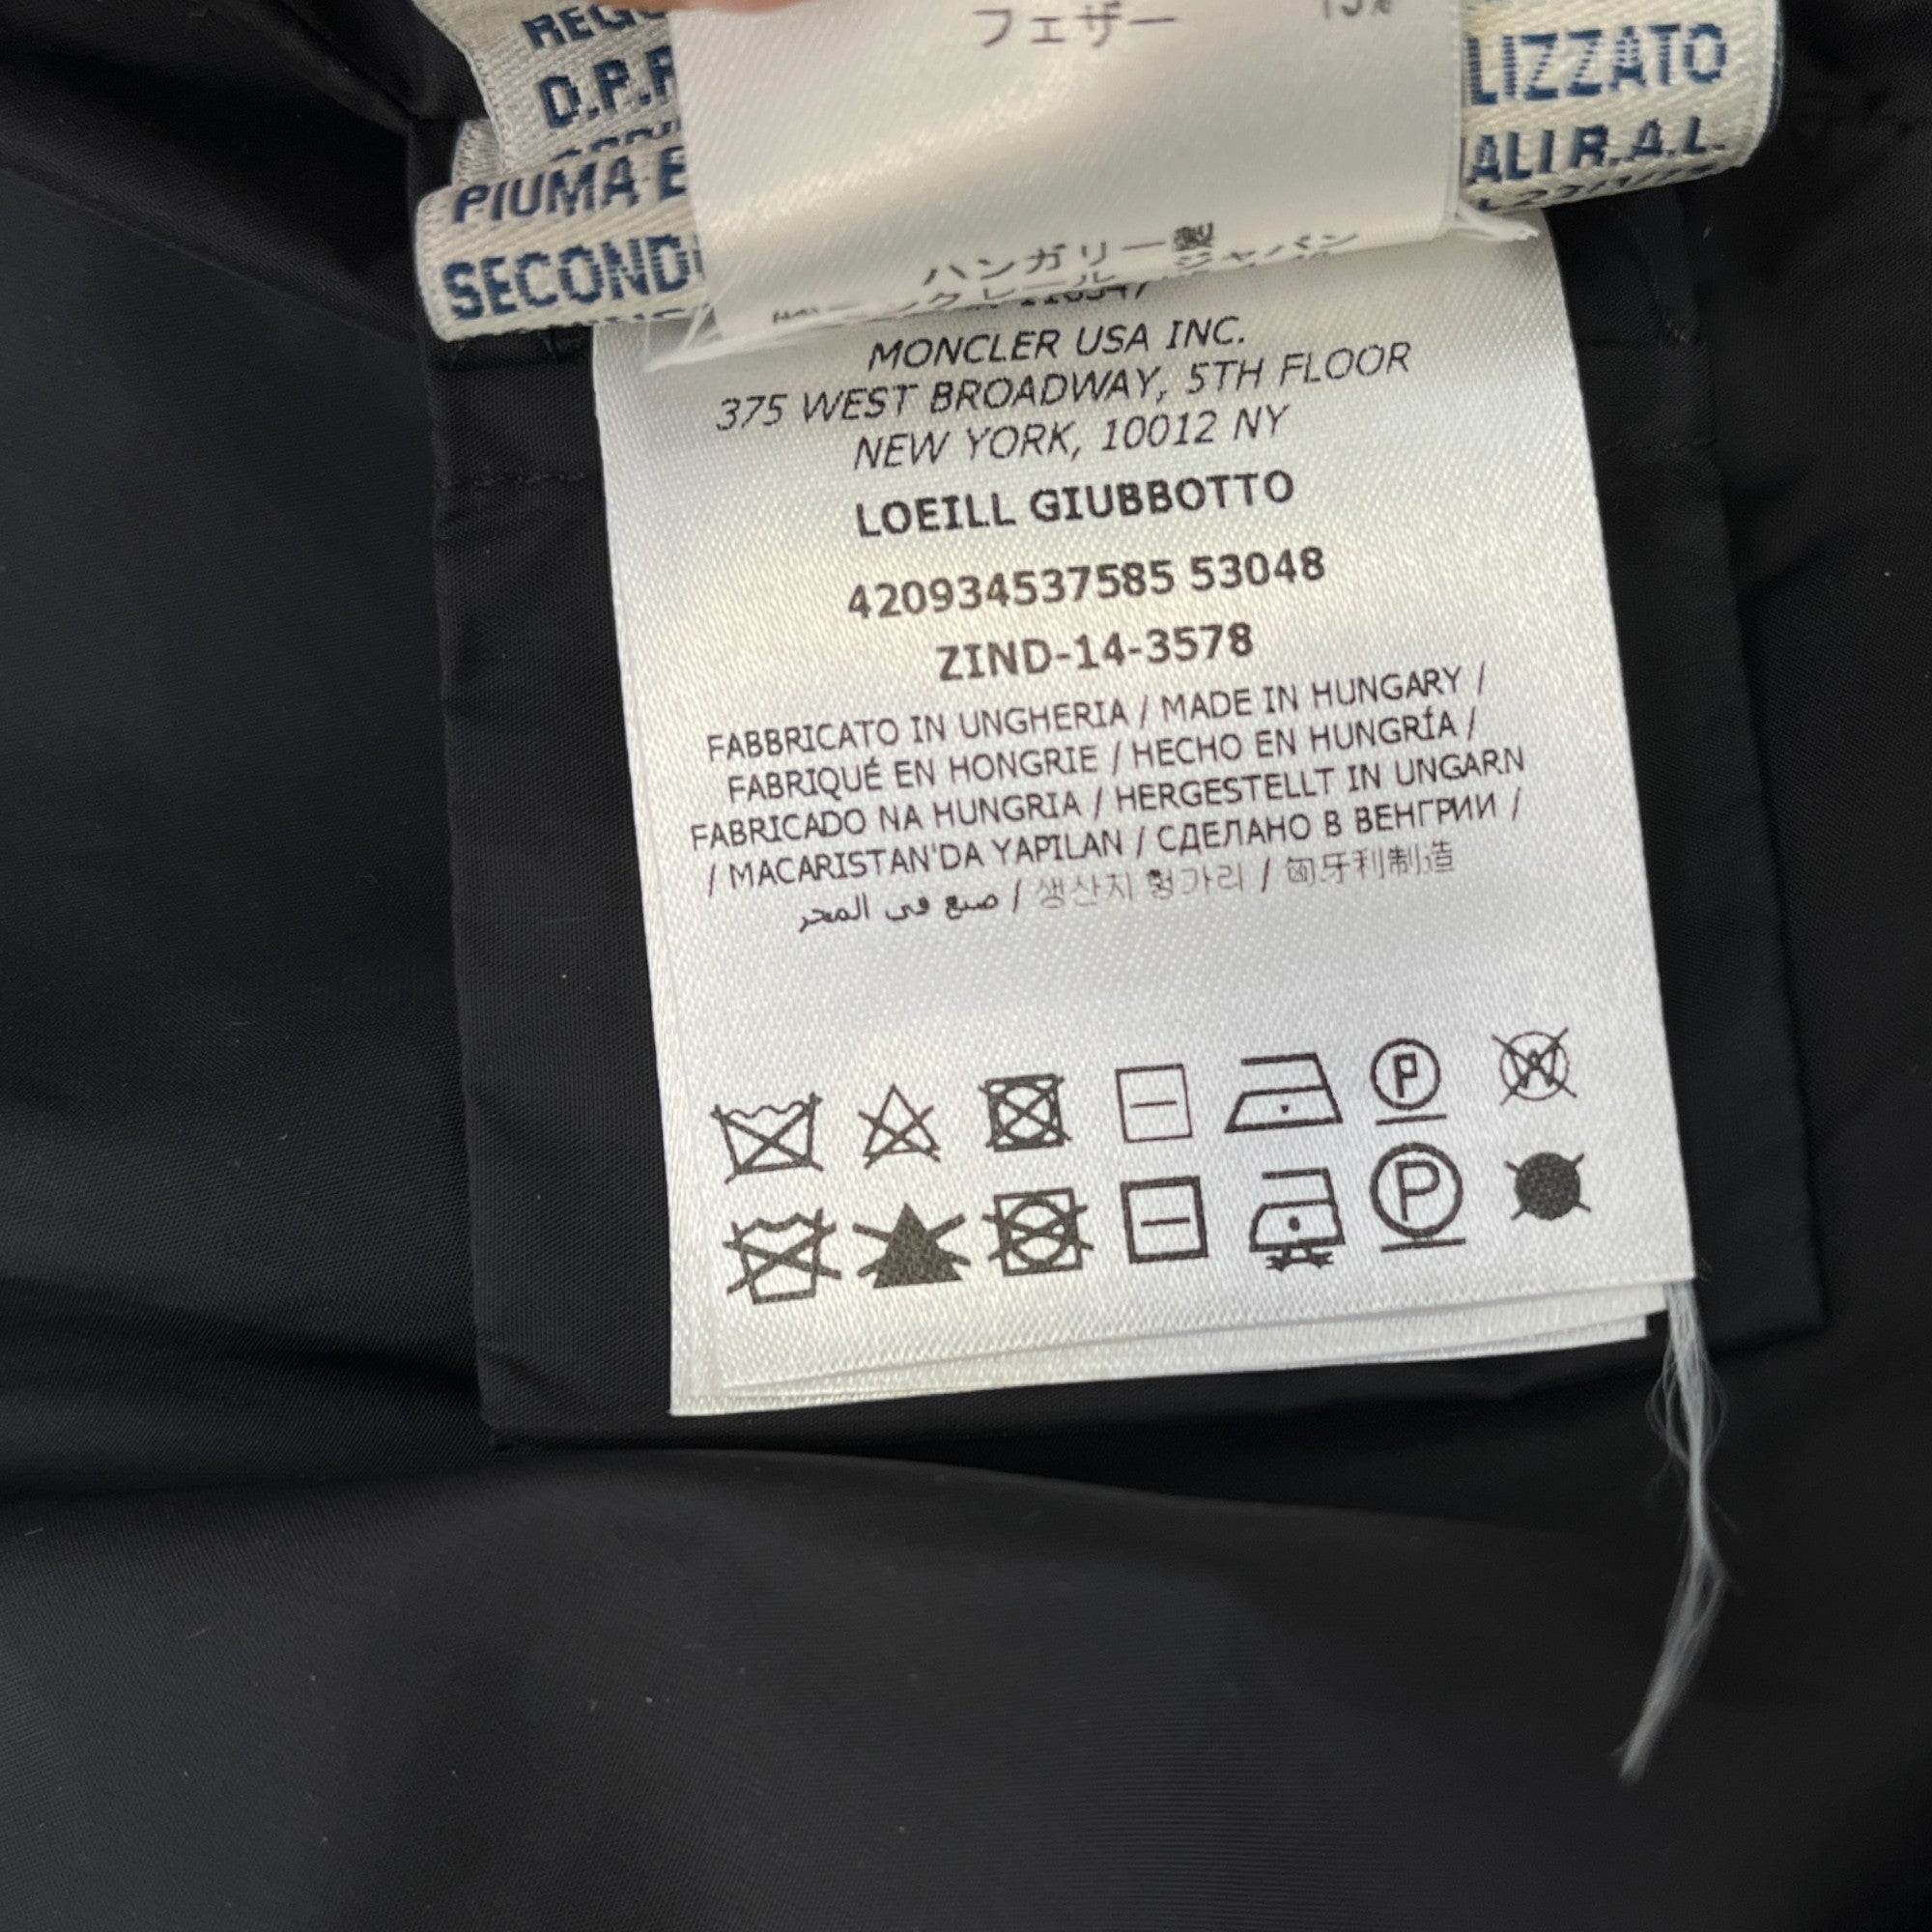 D.P.R
PIUMA E
SECOND
LIZZATO
ALI R.A.L.
フェザー 15%
ハンガリー製
MONCLER USA INC.
375 WEST BROADWAY, 5TH FLOOR
NEW YORK, 10012 NY
LOEILL GIUBBOTTO
420934537585 53048
ZIND-14-3578
FABBRICATO IN UNGHERIA / MADE IN HUNGARY /
FABRIQUÉ EN HONGRIE / HECHO EN HUNGRÍA /
FABRICADO NA HUNGRIA / HERGESTELLT IN UNGARN
/ MACARISTAN'DA YAPILAN / СДЕЛАНО В ВЕНГРИИ /
صنع في المجر / 생산지 헝가리 / 匈牙利制造
P W
P